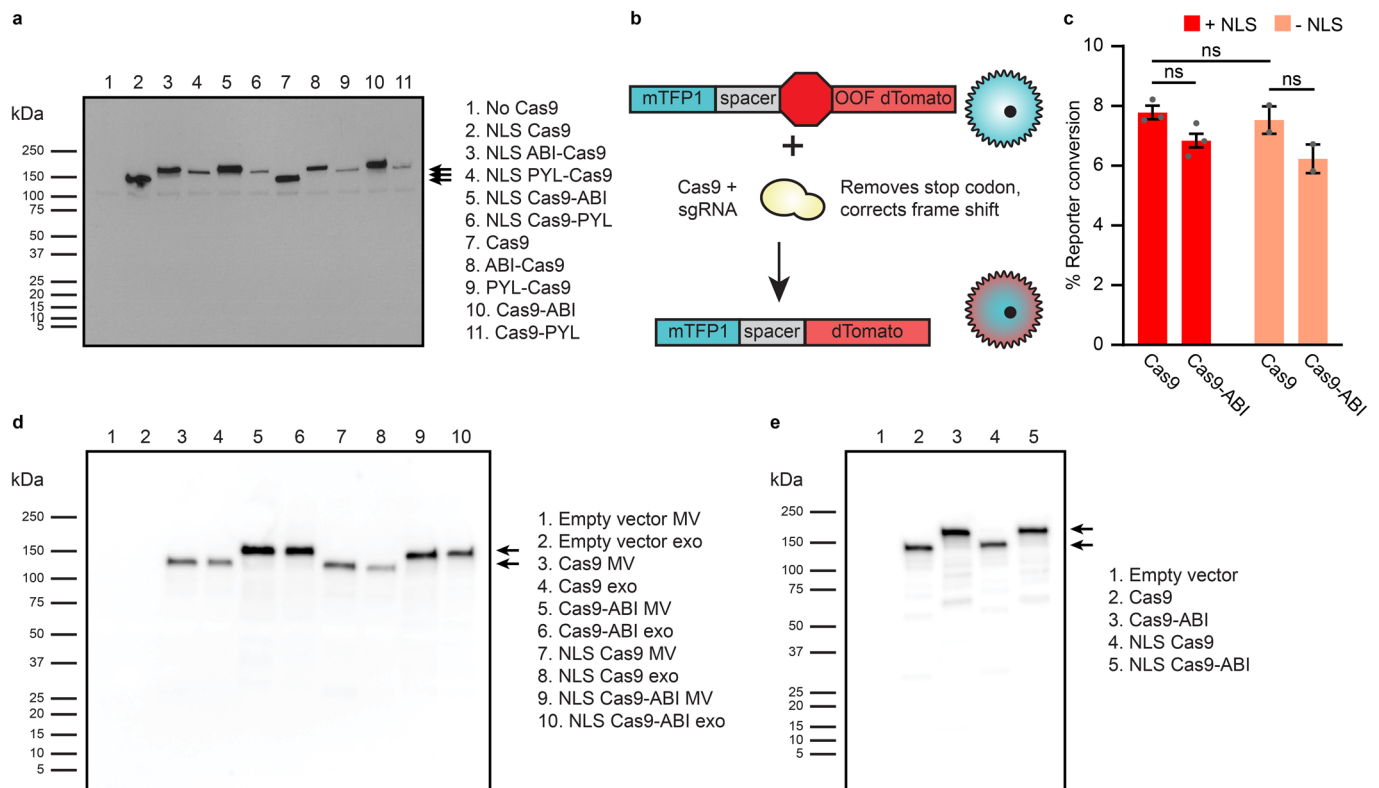 a
1 2 3 4 5 6 7 8 9 10 11
kDa
250
150
100
75
50
37
25
20
15
10
5
1. No Cas9
2. NLS Cas9
3. NLS ABI-Cas9
4. NLS PYL-Cas9
5. NLS Cas9-ABI
6. NLS Cas9-PYL
7. Cas9
8. ABI-Cas9
9. PYL-Cas9
10. Cas9-ABI
11. Cas9-PYL
b
mTFP1 spacer OOF dTomato
+
Cas9 + sgRNA
Removes stop codon,
corrects frame shift
mTFP1 spacer dTomato
c
+ NLS - NLS
ns
ns ns
% Reporter conversion
10
8
6
4
2
0
Cas9 Cas9-ABI Cas9 Cas9-ABI
d
1 2 3 4 5 6 7 8 9 10
kDa
250
150
100
75
50
37
25
20
15
10
5
1. Empty vector MV
2. Empty vector exo
3. Cas9 MV
4. Cas9 exo
5. Cas9-ABI MV
6. Cas9-ABI exo
7. NLS Cas9 MV
8. NLS Cas9 exo
9. NLS Cas9-ABI MV
10. NLS Cas9-ABI exo
e
1 2 3 4 5
kDa
250
150
100
75
50
37
25
20
15
10
5
1. Empty vector
2. Cas9
3. Cas9-ABI
4. NLS Cas9
5. NLS Cas9-ABI